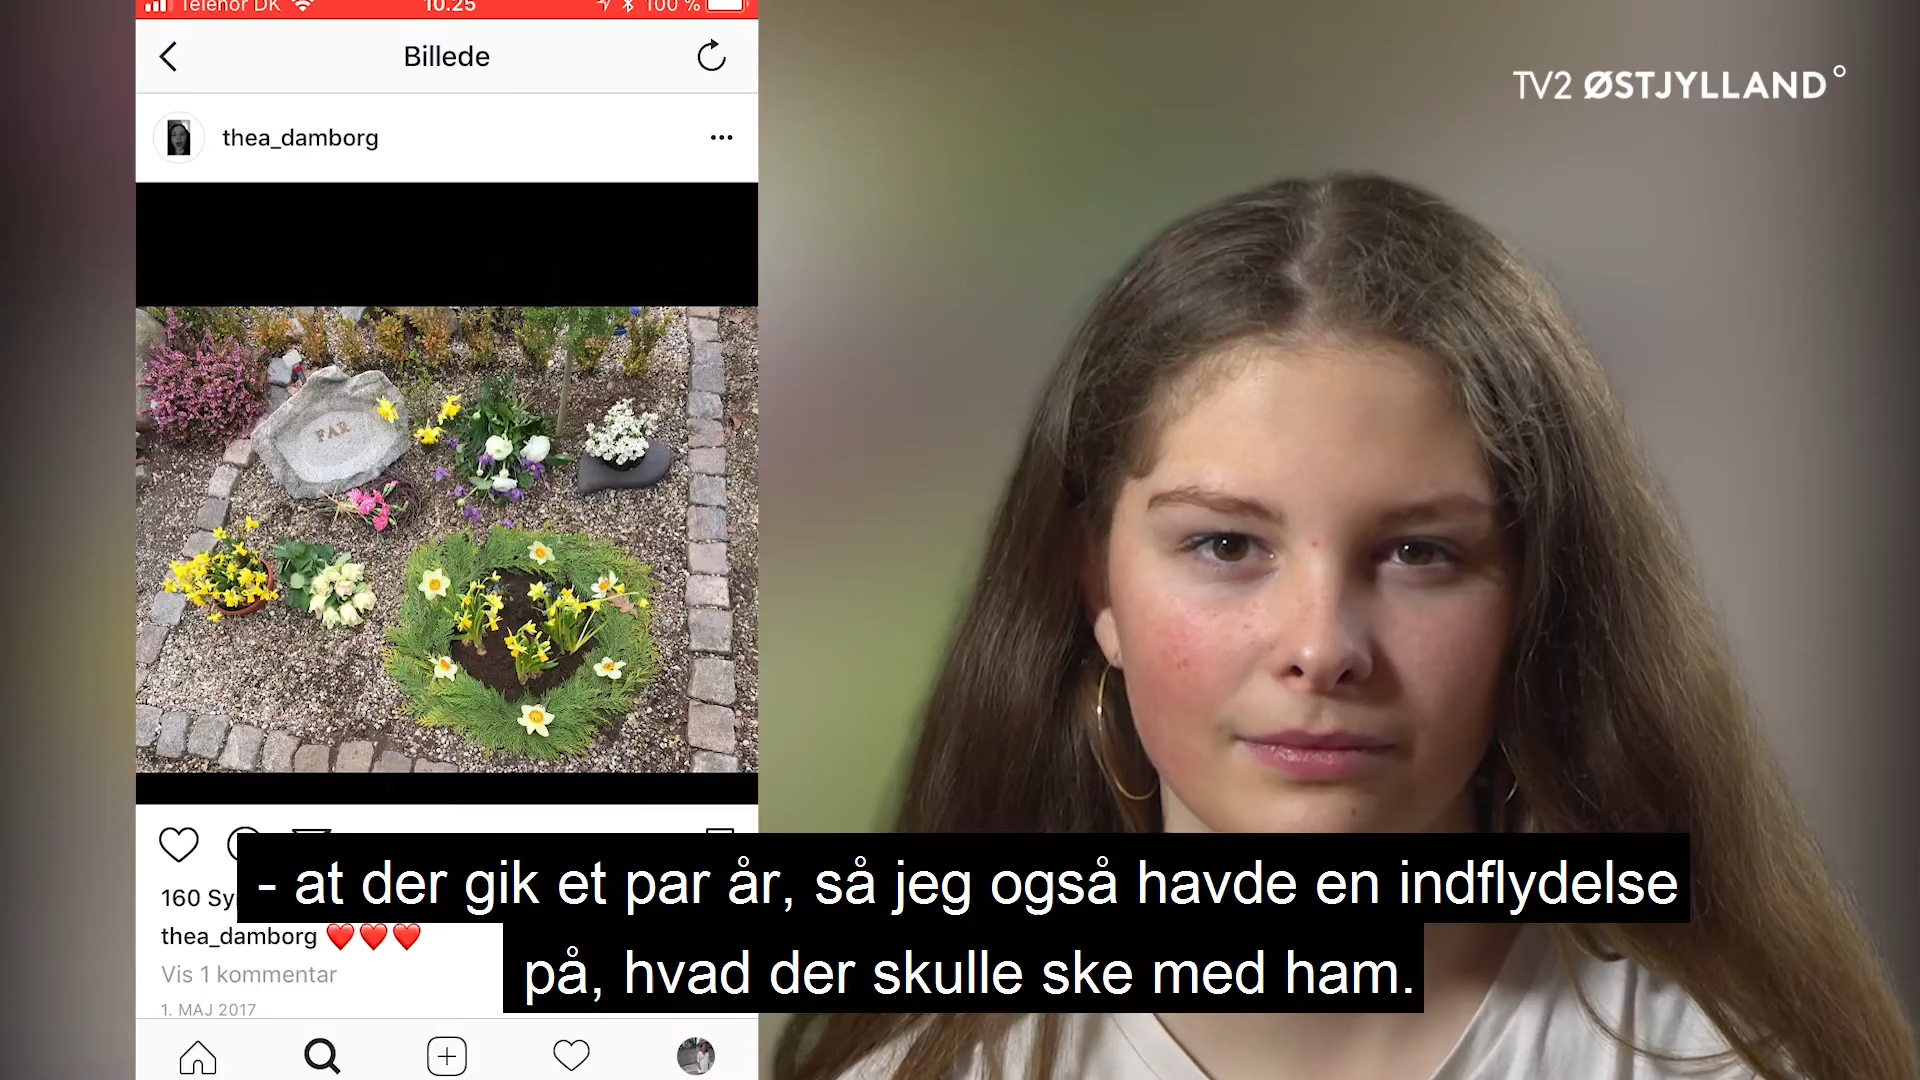 Telenor DK 10.25 100 %
Billede
TV2 ØSTJYLLAND
thea_damborg
FAR
- at der gik et par år, så jeg også havde en indflydelse
på, hvad der skulle ske med ham.
160 Sy
thea_damborg
Vis 1 kommentar
1. MAJ 2017